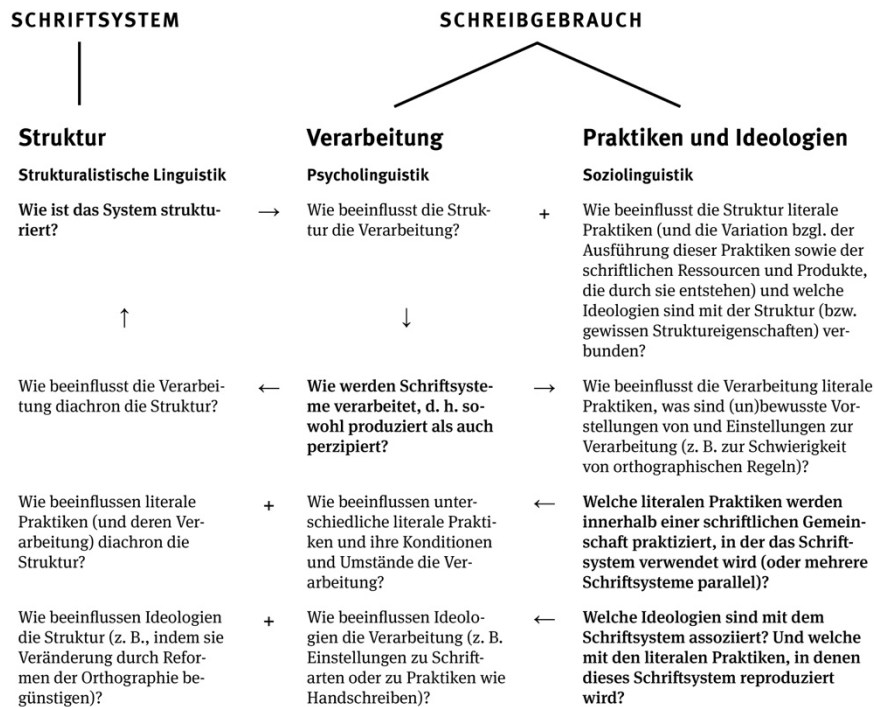 SCHRIFTSYSTEM
SCHREIBGEBRAUCH
Struktur
Verarbeitung
Praktiken und Ideologien
Strukturalistische Linguistik
Psycholinguistik
Soziolinguistik
Wie ist das System struktu-
riert?
→
Wie beeinflusst die Struk-
tur die Verarbeitung?
+
Wie beeinflusst die Struktur literale
Praktiken (und die Variation bzgl. der
Ausführung dieser Praktiken sowie der
schriftlichen Ressourcen und Produkte,
die durch sie entstehen) und welche
Ideologien sind mit der Struktur (bzw.
gewissen Struktureigenschaften) ver-
bunden?
↑
↓
Wie beeinflusst die Verarbei-
tung diachron die Struktur?
←
Wie werden Schriftsyste-
me verarbeitet, d. h. so-
wohl produziert als auch
perzipiert?
→
Wie beeinflusst die Verarbeitung literale
Praktiken, was sind (un)bewusste Vor-
stellungen von und Einstellungen zur
Verarbeitung (z. B. zur Schwierigkeit
von orthographischen Regeln)?
Wie beeinflussen literale
Praktiken (und deren Ver-
arbeitung) diachron die
Struktur?
+
Wie beeinflussen unter-
schiedliche literale Prakti-
ken und ihre Konditionen
und Umstände die Ver-
arbeitung?
←
Welche literalen Praktiken werden
innerhalb einer schriftlichen Gemein-
schaft praktiziert, in der das Schrift-
system verwendet wird (oder mehrere
Schriftsysteme parallel)?
Wie beeinflussen Ideologien
die Struktur (z. B., indem sie
Veränderung durch Refor-
men der Orthographie be-
günstigen)?
+
Wie beeinflussen Ideolo-
gien die Verarbeitung (z. B.
Einstellungen zu Schrift-
arten oder zu Praktiken wie
Handschreiben)?
←
Welche Ideologien sind mit dem
Schriftsystem assoziiert? Und welche
mit den literalen Praktiken, in denen
dieses Schriftsystem reproduziert
wird?